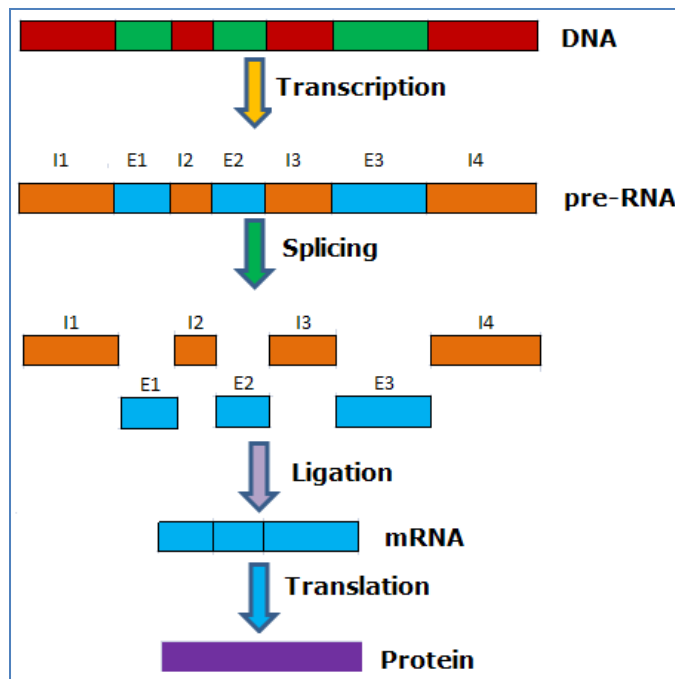 DNA
Transcription
I1 E1 I2 E2 I3 E3 I4
pre-RNA
Splicing
I1 I2 I3 I4
E1 E2 E3
Ligation
mRNA
Translation
Protein